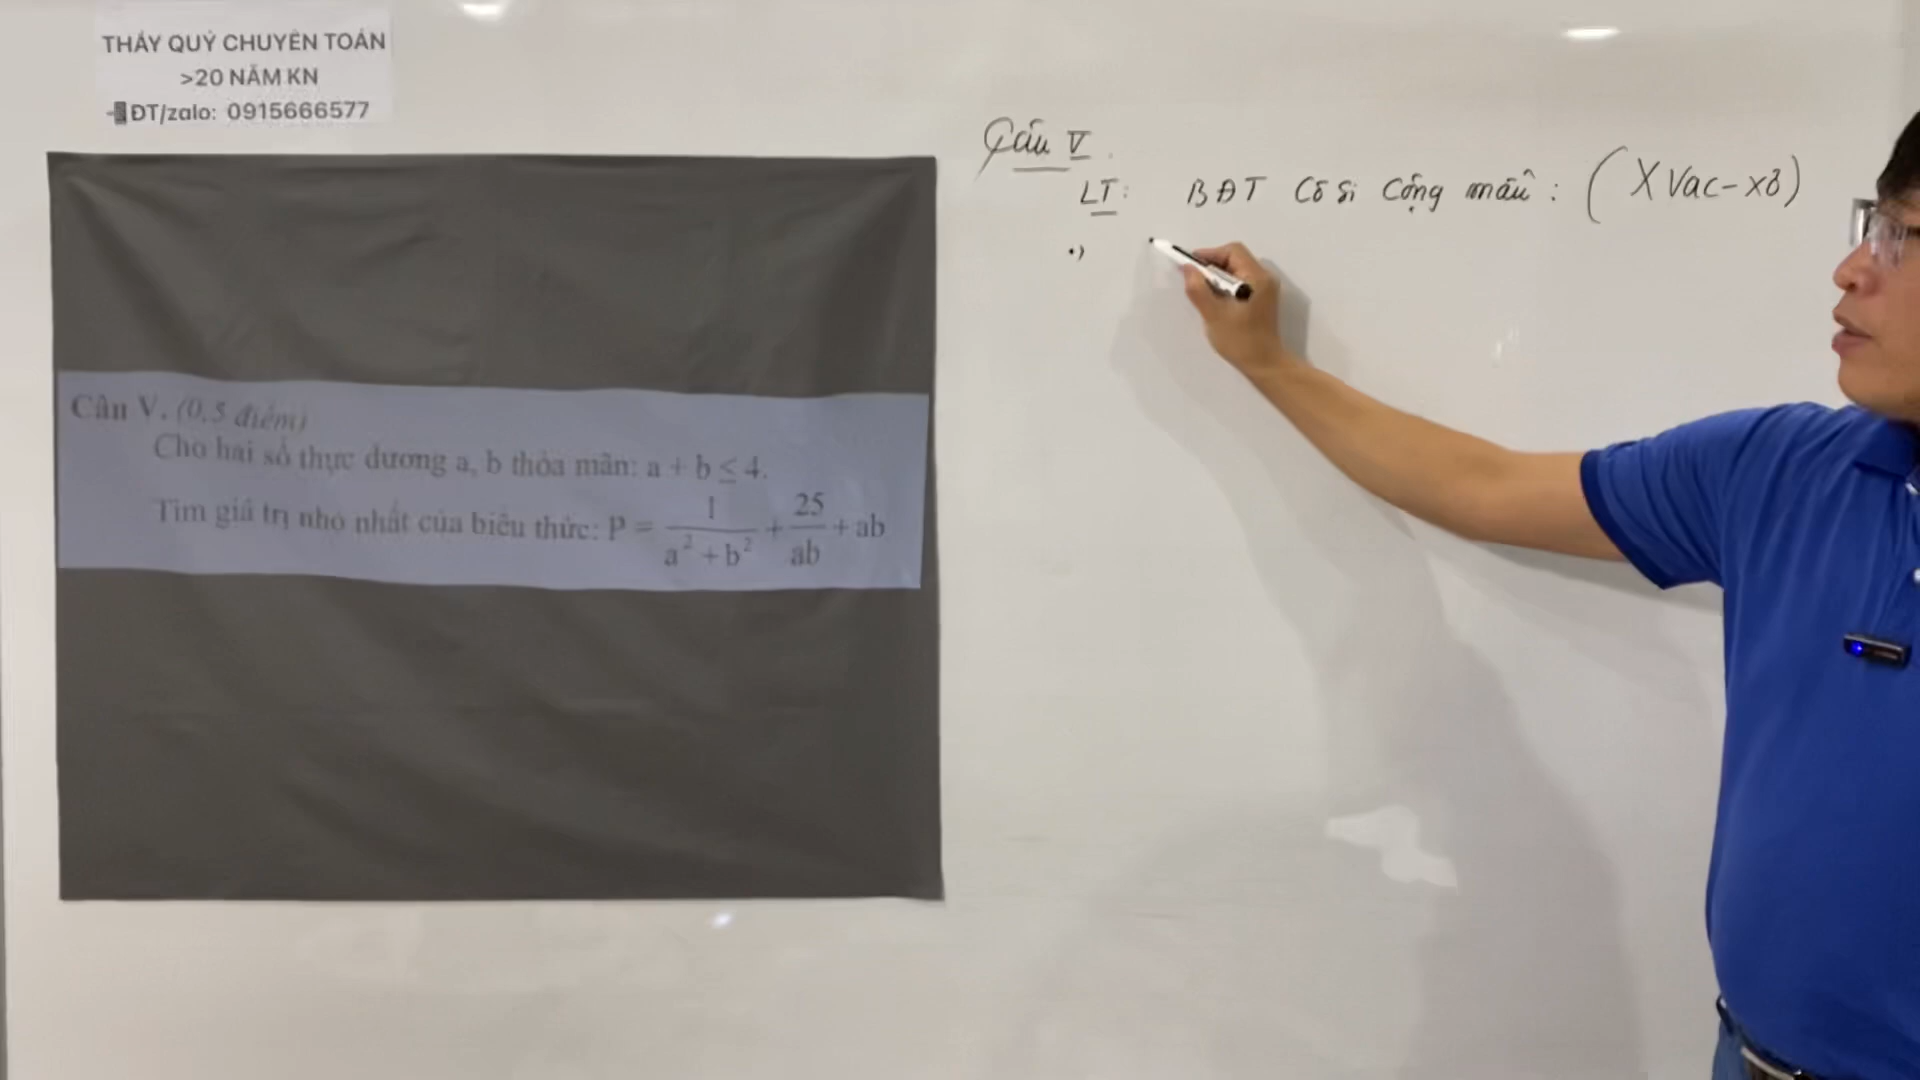 THẦY QUÝ CHUYÊN TOÁN
>20 NĂM KN
ĐT/zalo: 0915666577
Câu V. (0,5 điểm)
Cho hai số thực dương a, b thỏa mãn: a + b ≤ 4.
Tìm giá trị nhỏ nhất của biểu thức: P = 1/(a² + b²) + 25/ab + ab
Câu V.
LT: BĐT Cô Si Cộng mẫu: (X Vac-xơ)
•)